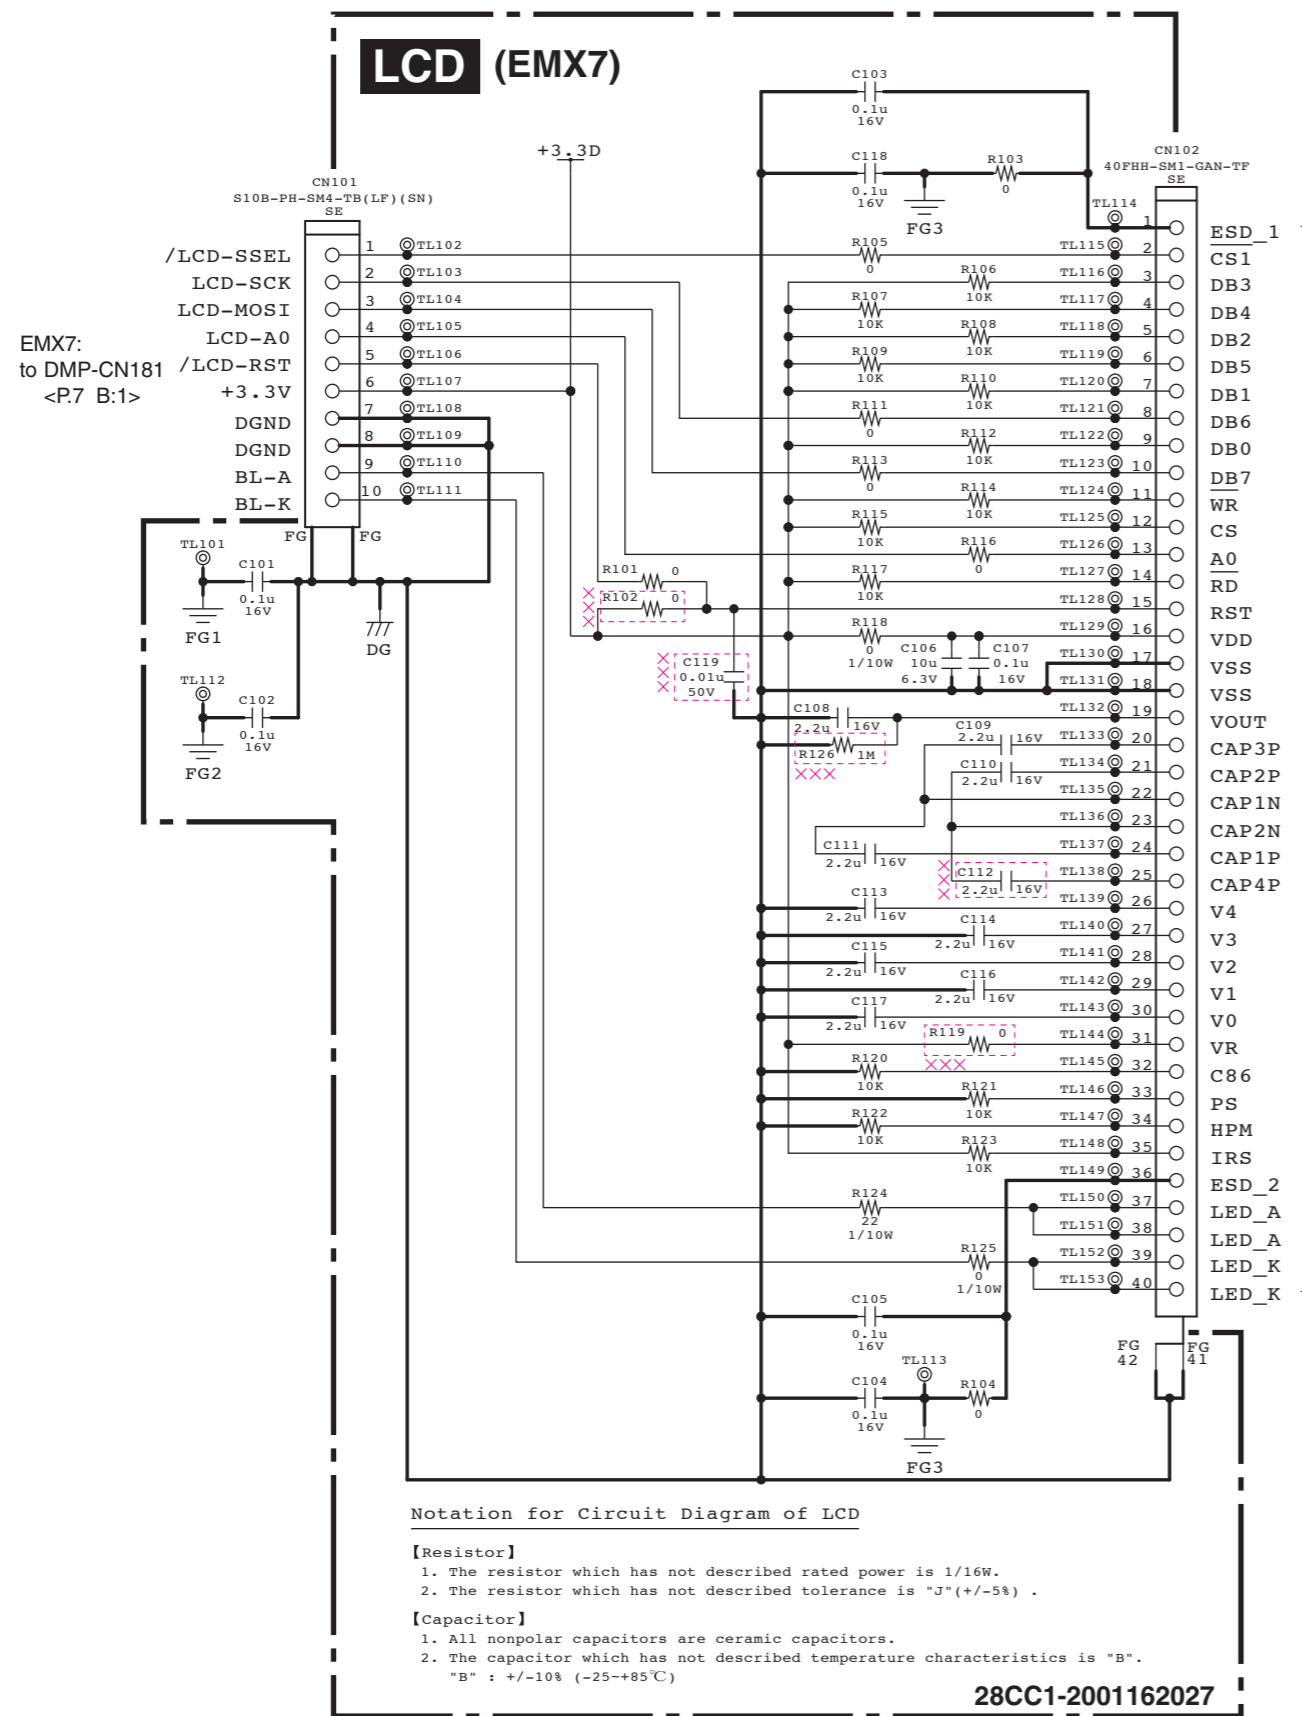 LCD (EMX7)
CN101
S10B-PH-SM4-TB(LF)(SN)
SE
+3.3D
C103
0.1u
16V
C118
0.1u
16V
FG3
R103
0
CN102
40FHH-SM1-GAN-TF
SE
EMX7:
to DMP-CN181
<P.7 B:1>
/LCD-SSEL 1 TL102
LCD-SCK 2 TL103
LCD-MOSI 3 TL104
LCD-A0 4 TL105
/LCD-RST 5 TL106
+3.3V 6 TL107
DGND 7 TL108
DGND 8 TL109
BL-A 9 TL110
BL-K 10 TL111
FG FG
TL101
C101
0.1u
16V
FG1
TL112
C102
0.1u
16V
FG2
DG
R101 0
R102 0
C119
0.01u
50V
TL114 1 ESD_1
R105 0 TL115 2 CS1
R106 10K TL116 3 DB3
R107 10K TL117 4 DB4
R108 10K TL118 5 DB2
R109 10K TL119 6 DB5
R110 10K TL120 7 DB1
R111 0 TL121 8 DB6
R112 10K TL122 9 DB0
R113 0 TL123 10 DB7
R114 10K TL124 11 WR
R115 10K TL125 12 CS
R116 0 TL126 13 A0
R117 10K TL127 14 RD
TL128 15 RST
R118 0 1/10W TL129 16 VDD
C106 10u 6.3V
C107 0.1u 16V
TL130 17 VSS
TL131 18 VSS
C108 2.2u 16V TL132 19 VOUT
R126 1M
C109 2.2u 16V TL133 20 CAP3P
C110 2.2u 16V TL134 21 CAP2P
TL135 22 CAP1N
TL136 23 CAP2N
C111 2.2u 16V TL137 24 CAP1P
C112 2.2u 16V TL138 25 CAP4P
C113 2.2u 16V TL139 26 V4
C114 2.2u 16V TL140 27 V3
C115 2.2u 16V TL141 28 V2
C116 2.2u 16V TL142 29 V1
C117 2.2u 16V TL143 30 V0
R119 0 TL144 31 VR
R120 10K TL145 32 C86
R121 10K TL146 33 PS
R122 10K TL147 34 HPM
R123 10K TL148 35 IRS
TL149 36 ESD_2
R124 22 1/10W TL150 37 LED_A
TL151 38 LED_A
R125 0 1/10W TL152 39 LED_K
TL153 40 LED_K
C105
0.1u
16V
C104
0.1u
16V
TL113
R104
0
FG3
FG 42
FG 41
Notation for Circuit Diagram of LCD
【Resistor】
1. The resistor which has not described rated power is 1/16W.
2. The resistor which has not described tolerance is "J"(+/-5%) .
【Capacitor】
1. All nonpolar capacitors are ceramic capacitors.
2. The capacitor which has not described temperature characteristics is "B".
"B" : +/-10% (-25~+85℃)
28CC1-2001162027